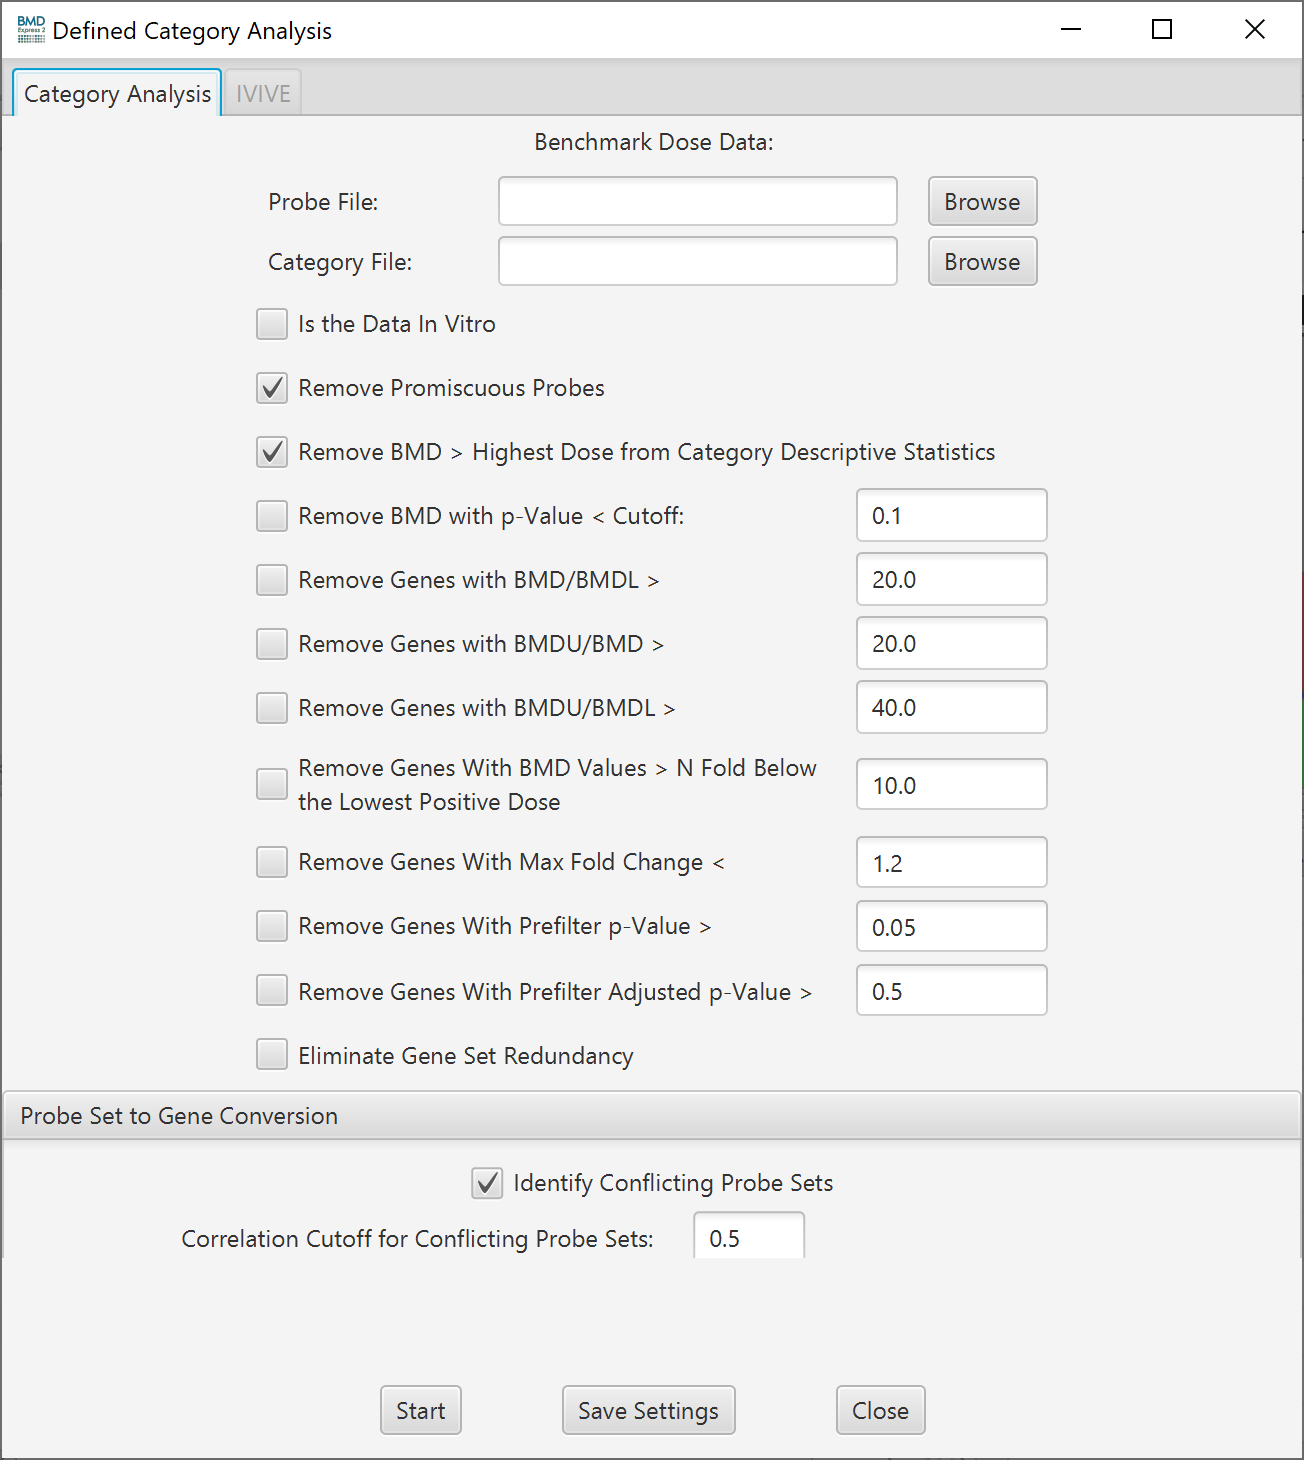 BMD
Express 2
Defined Category Analysis
Category Analysis
IVIVE
Benchmark Dose Data:
Probe File:
Browse
Category File:
Browse
Is the Data In Vitro
Remove Promiscuous Probes
Remove BMD > Highest Dose from Category Descriptive Statistics
Remove BMD with p-Value < Cutoff:
0.1
Remove Genes with BMD/BMDL >
20.0
Remove Genes with BMDU/BMD >
20.0
Remove Genes with BMDU/BMDL >
40.0
Remove Genes With BMD Values > N Fold Below
the Lowest Positive Dose
10.0
Remove Genes With Max Fold Change <
1.2
Remove Genes With Prefilter p-Value >
0.05
Remove Genes With Prefilter Adjusted p-Value >
0.5
Eliminate Gene Set Redundancy
Probe Set to Gene Conversion
Identify Conflicting Probe Sets
Correlation Cutoff for Conflicting Probe Sets:
0.5
Start
Save Settings
Close